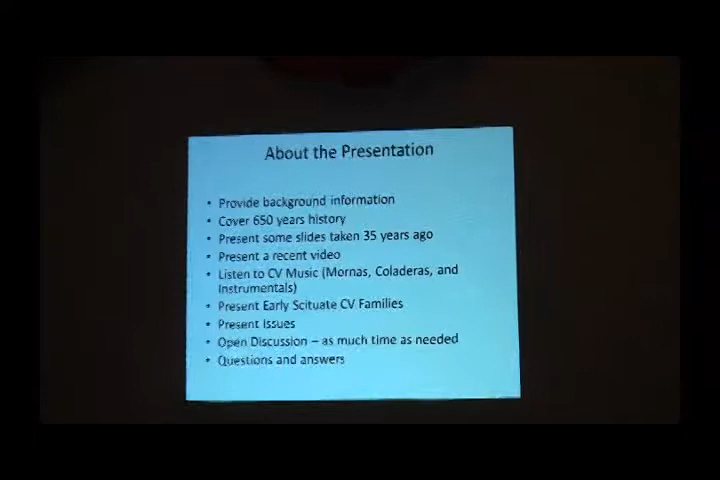 About the Presentation
• Provide background information
• Cover 650 years history
• Present some slides taken 35 years ago
• Present a recent video
• Listen to CV Music (Mornas, Coladeras, and
Instrumentals)
• Present Early Scituate CV Families
• Present Issues
• Open Discussion – as much time as needed
• Questions and answers